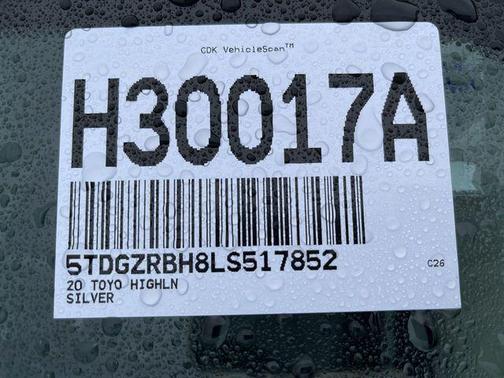 CDK VehicleScan™
H30017A
5TDGZRBH8LS517852
C26
20 TOYO HIGHLN
SILVER